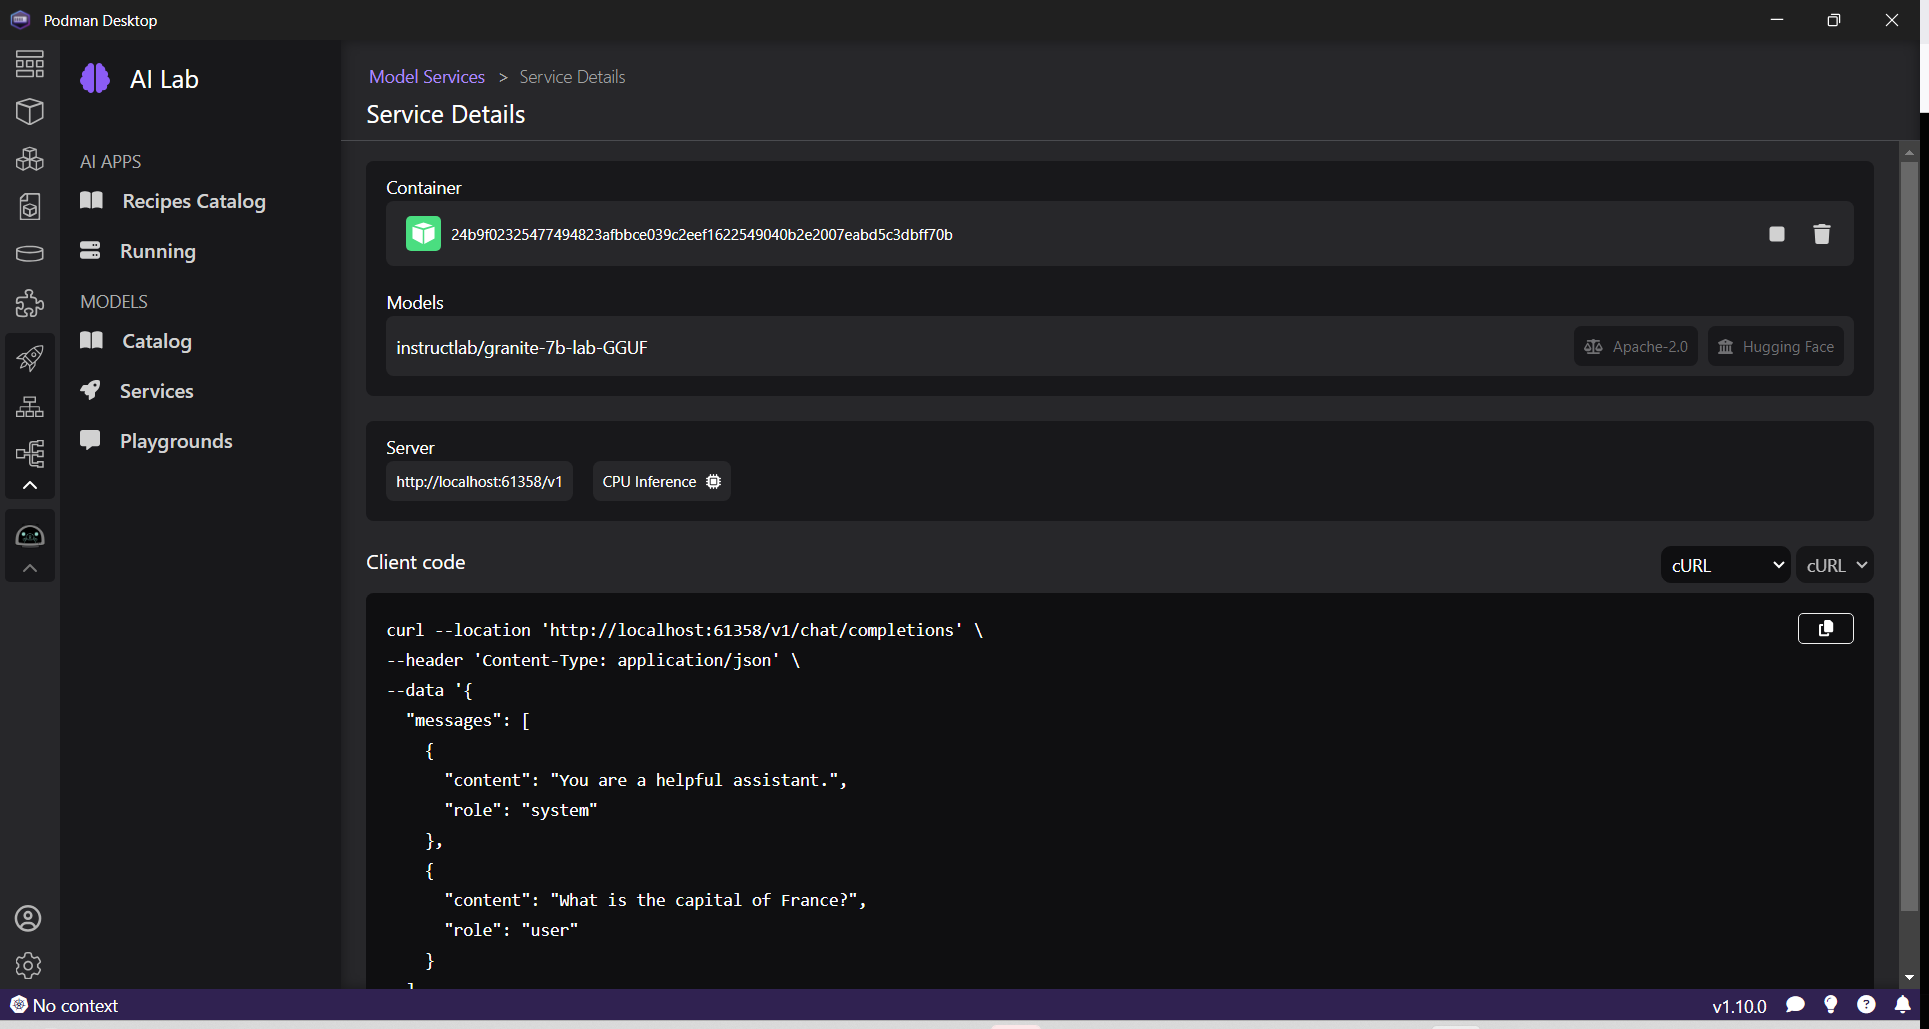 Podman Desktop
AI Lab
AI APPS
Recipes Catalog
Running
MODELS
Catalog
Services
Playgrounds
Model Services > Service Details
Service Details
Container
24b9f02325477494823afbbce039c2eef1622549040b2e2007eabd5c3dbff70b
Models
instructlab/granite-7b-lab-GGUF
Apache-2.0
Hugging Face
Server
http://localhost:61358/v1
CPU Inference
Client code
cURL
cURL
curl --location 'http://localhost:61358/v1/chat/completions' \
--header 'Content-Type: application/json' \
--data '{
"messages": [
{
"content": "You are a helpful assistant.",
"role": "system"
},
{
"content": "What is the capital of France?",
"role": "user"
}
]
No context
v1.10.0